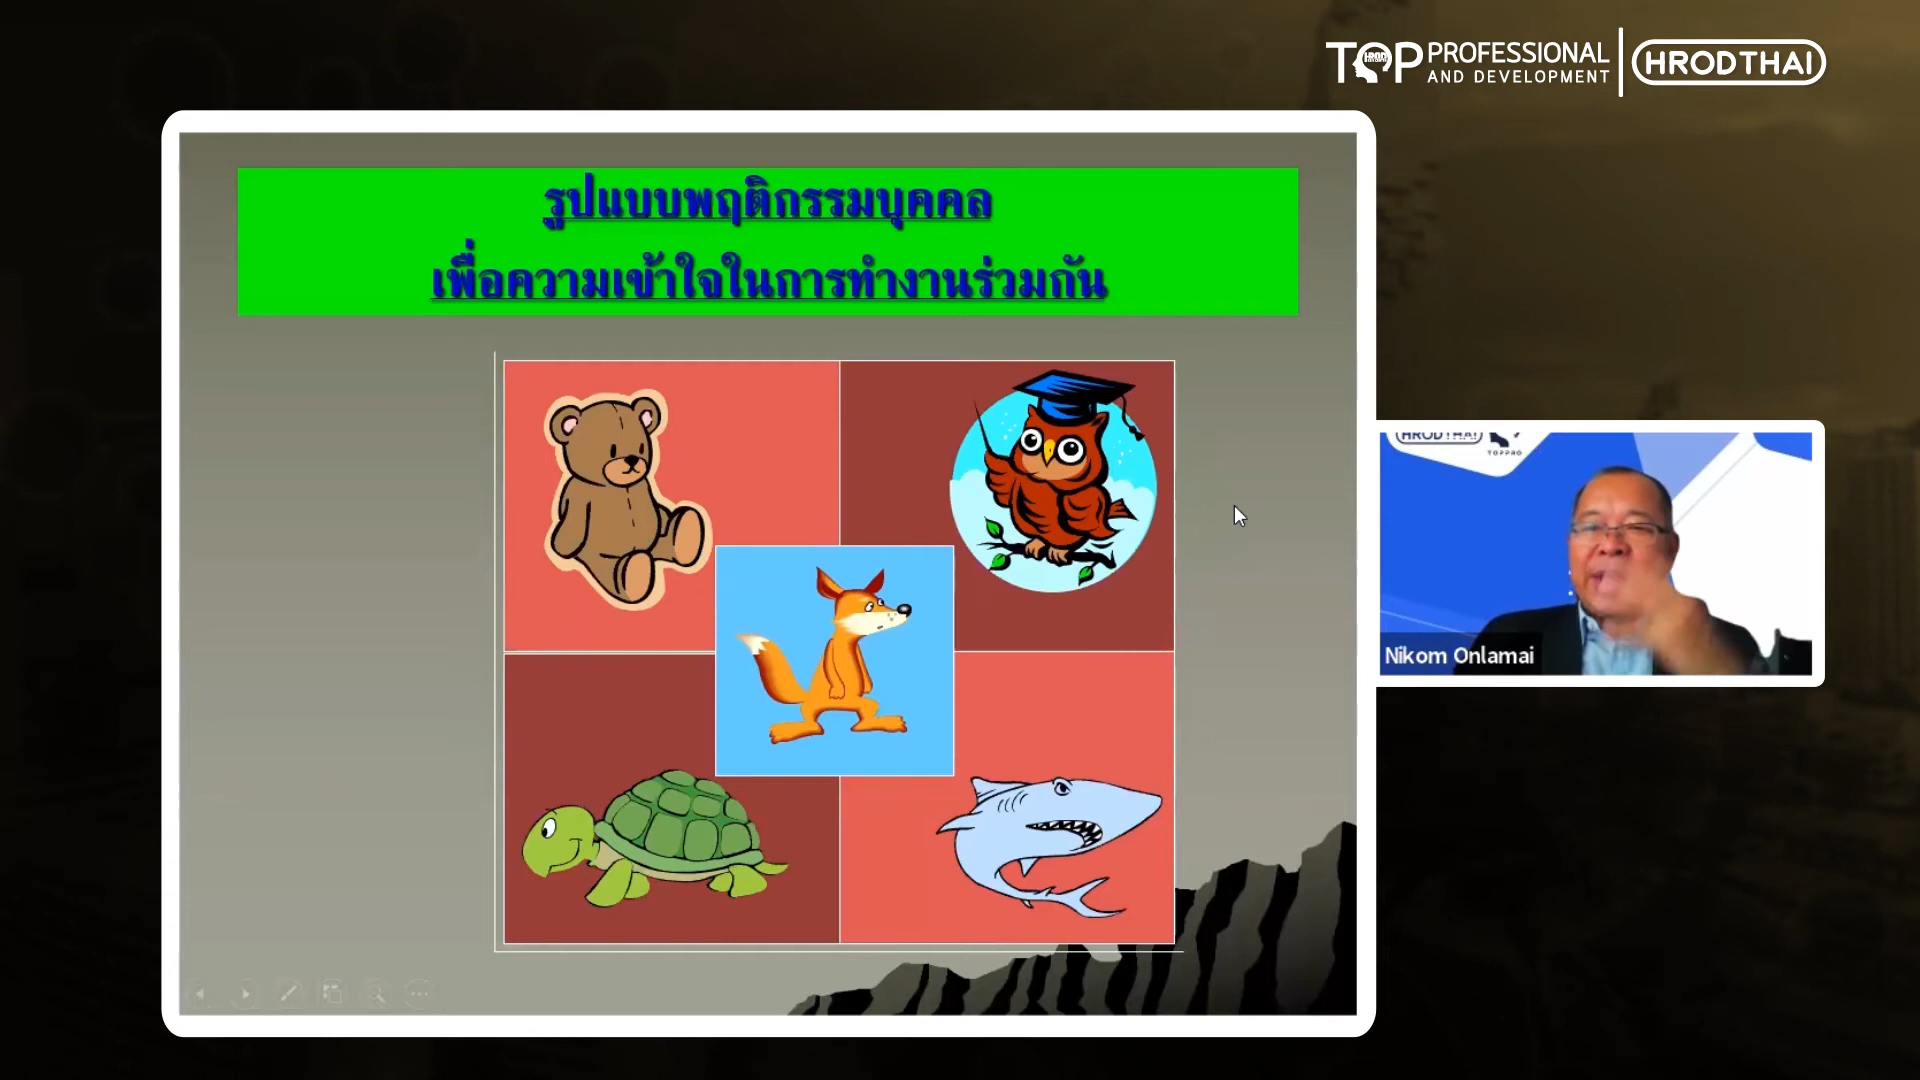 TOP PROFESSIONAL
AND DEVELOPMENT
HRODTHAI
รูปแบบพฤติกรรมบุคคล
เพื่อความเข้าใจในการทำงานร่วมกัน
HRODTHAI
TOPPRO
Nikom Onlamai